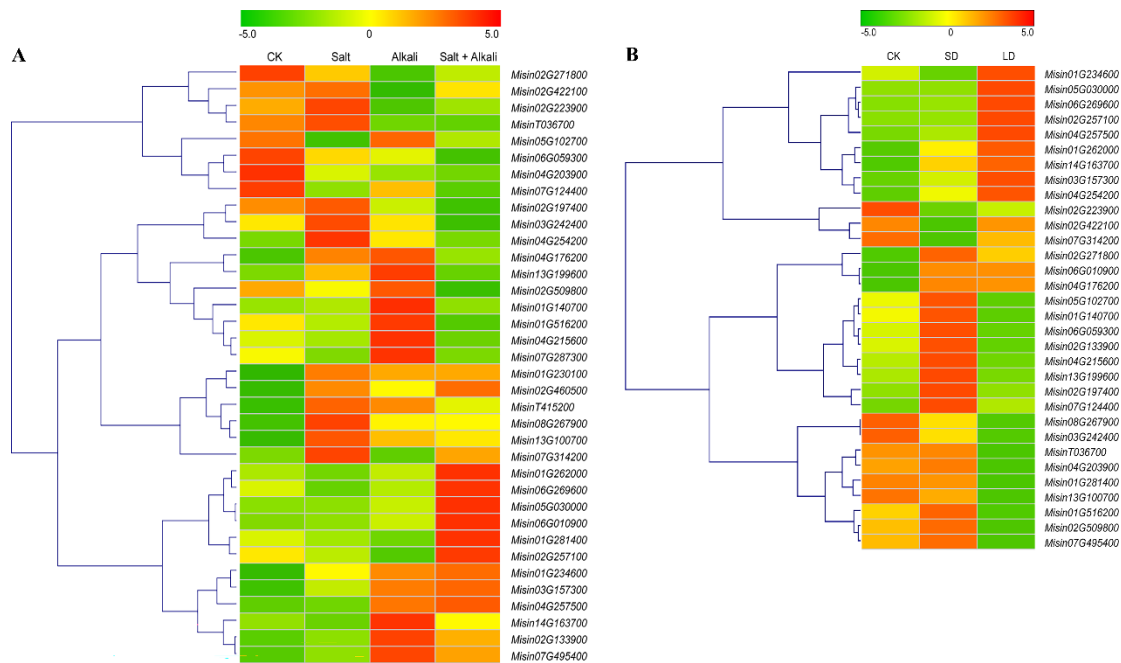 -5.0 0 5.0
A
CK Salt Alkali Salt + Alkali
Misin02G271800
Misin02G422100
Misin02G223900
MisinT036700
Misin05G102700
Misin06G059300
Misin04G203900
Misin07G124400
Misin02G197400
Misin03G242400
Misin04G254200
Misin04G176200
Misin13G199600
Misin02G509800
Misin01G140700
Misin01G516200
Misin04G215600
Misin07G287300
Misin01G230100
Misin02G460500
MisinT415200
Misin08G267900
Misin13G100700
Misin07G314200
Misin01G262000
Misin06G269600
Misin05G030000
Misin06G010900
Misin01G281400
Misin02G257100
Misin01G234600
Misin03G157300
Misin04G257500
Misin14G163700
Misin02G133900
Misin07G495400
-5.0 0 5.0
B
CK SD LD
Misin01G234600
Misin05G030000
Misin06G269600
Misin02G257100
Misin04G257500
Misin01G262000
Misin14G163700
Misin03G157300
Misin04G254200
Misin02G223900
Misin02G422100
Misin07G314200
Misin02G271800
Misin06G010900
Misin04G176200
Misin05G102700
Misin01G140700
Misin06G059300
Misin02G133900
Misin04G215600
Misin13G199600
Misin02G197400
Misin07G124400
Misin08G267900
Misin03G242400
MisinT036700
Misin04G203900
Misin01G281400
Misin13G100700
Misin01G516200
Misin02G509800
Misin07G495400